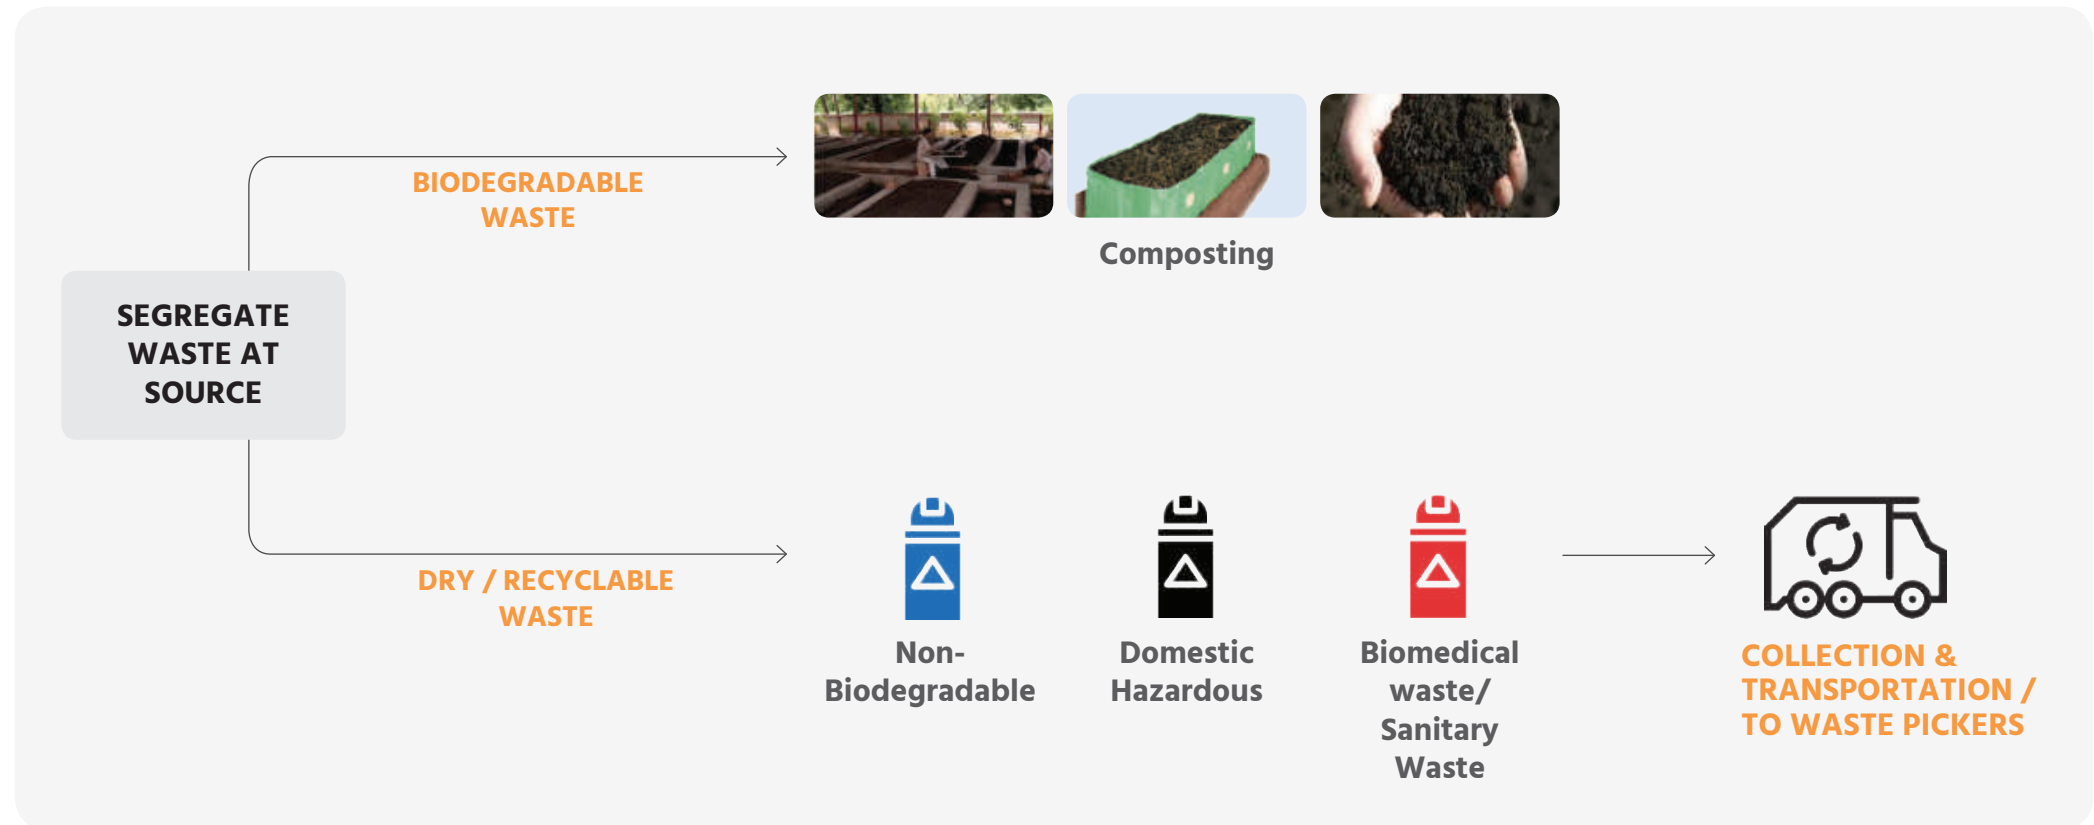 BIODEGRADABLE
WASTE
Composting
SEGREGATE
WASTE AT
SOURCE
DRY / RECYCLABLE
WASTE
Non-
Biodegradable
Domestic
Hazardous
Biomedical
waste/
Sanitary
Waste
COLLECTION &
TRANSPORTATION /
TO WASTE PICKERS